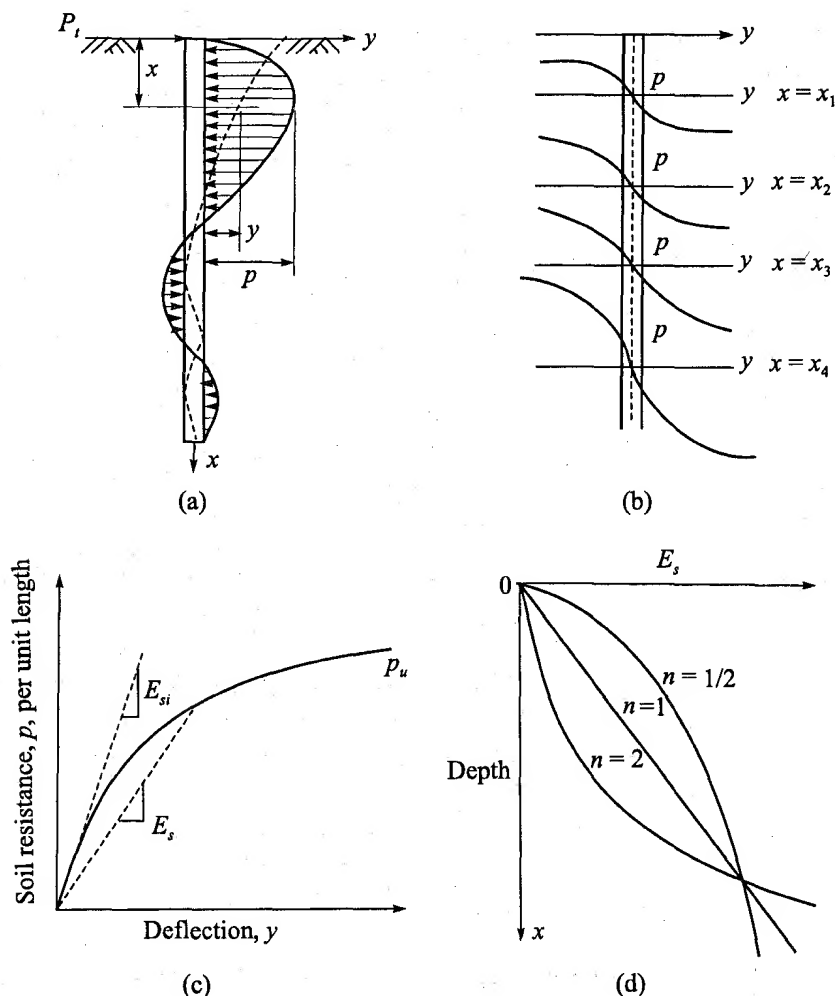 P_t
y
x
y
p
x
(a)
y
p
y x = x_1
p
y x = x_2
p
y x = x_3
p
y x = x_4
(b)
Soil resistance, p, per unit length
E_si
p_u
E_s
Deflection, y
(c)
E_s
0
n = 1/2
n=1
n = 2
Depth
x
(d)